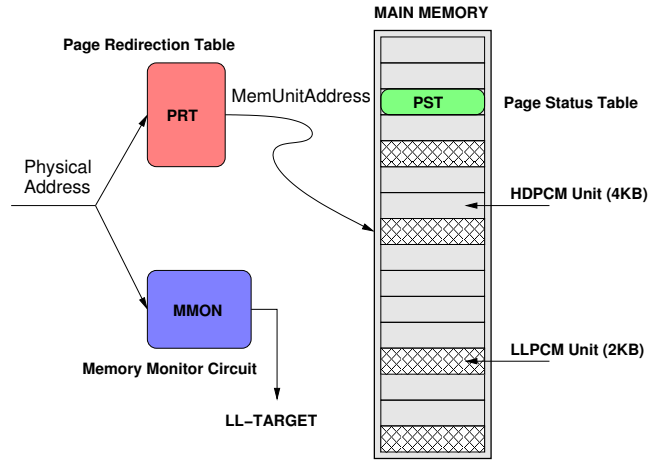 MAIN MEMORY
Page Redirection Table
PRT
MemUnitAddress
PST
Page Status Table
Physical
Address
HDPCM Unit (4KB)
MMON
Memory Monitor Circuit
LLPCM Unit (2KB)
LL−TARGET